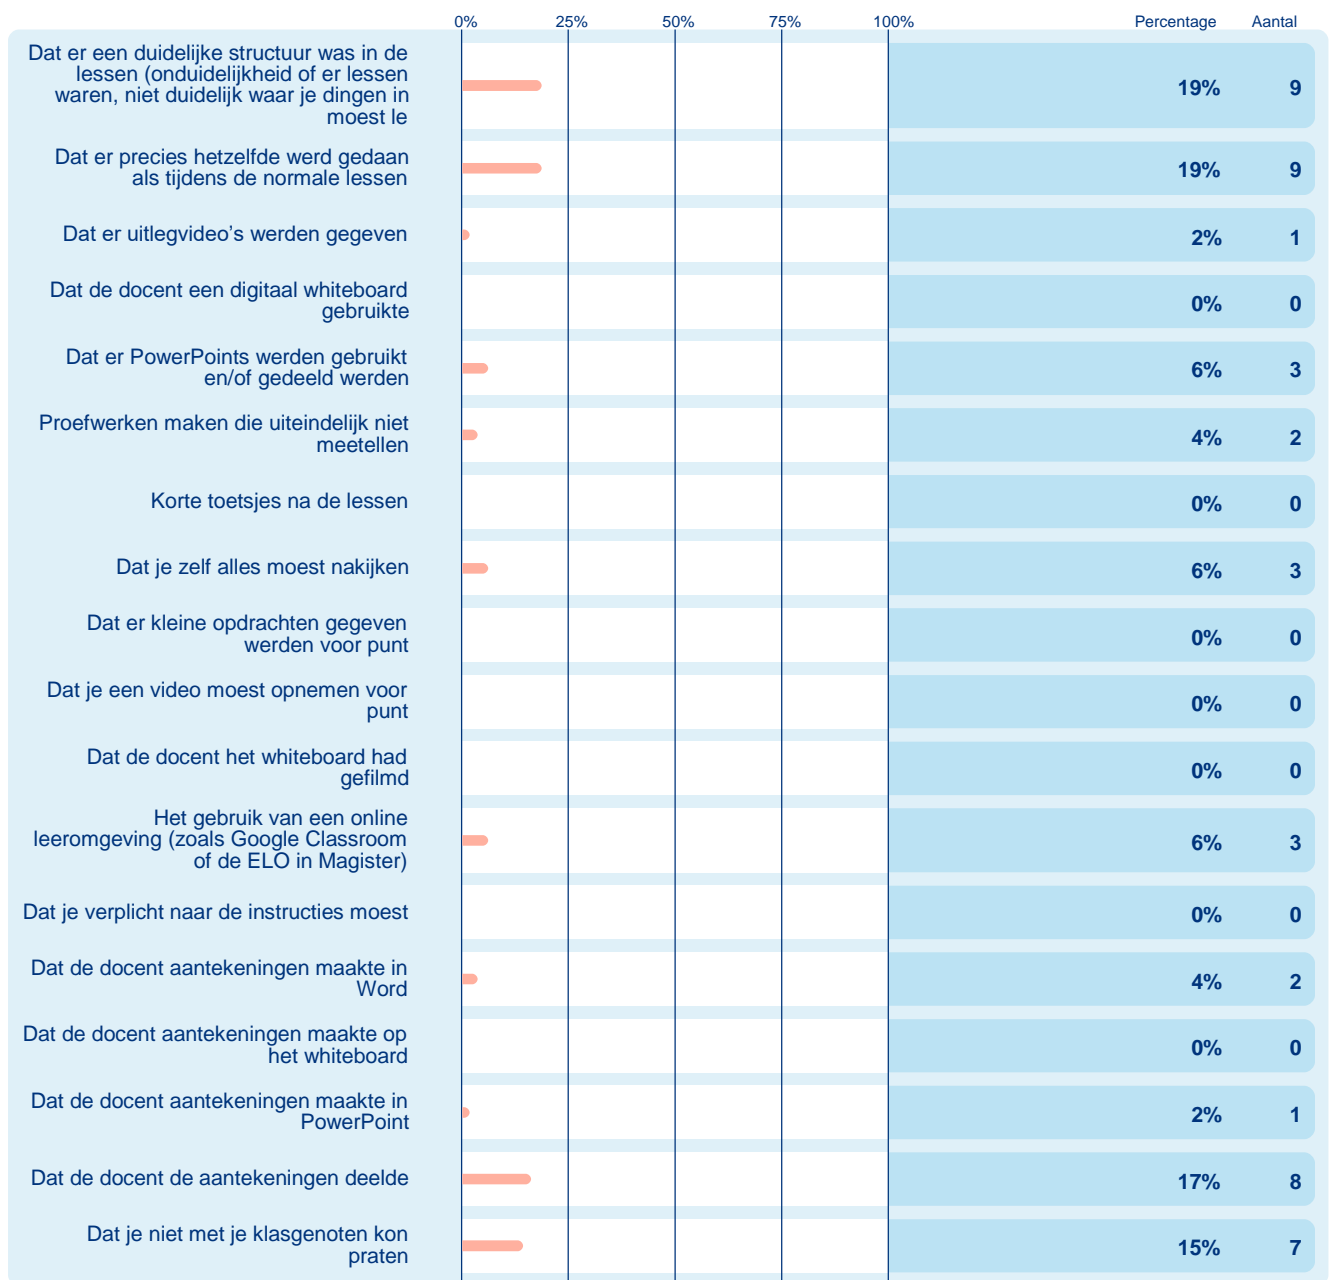 0% 25% 50% 75% 100% Percentage Aantal
Dat er een duidelijke structuur was in de
lessen (onduidelijkheid of er lessen
waren, niet duidelijk waar je dingen in
moest le
19% 9
Dat er precies hetzelfde werd gedaan
als tijdens de normale lessen
19% 9
Dat er uitlegvideo's werden gegeven
2% 1
Dat de docent een digitaal whiteboard
gebruikte
0% 0
Dat er PowerPoints werden gebruikt
en/of gedeeld werden
6% 3
Proefwerken maken die uiteindelijk niet
meetellen
4% 2
Korte toetsjes na de lessen
0% 0
Dat je zelf alles moest nakijken
6% 3
Dat er kleine opdrachten gegeven
werden voor punt
0% 0
Dat je een video moest opnemen voor
punt
0% 0
Dat de docent het whiteboard had
gefilmd
0% 0
Het gebruik van een online
leeromgeving (zoals Google Classroom
of de ELO in Magister)
6% 3
Dat je verplicht naar de instructies moest
0% 0
Dat de docent aantekeningen maakte in
Word
4% 2
Dat de docent aantekeningen maakte op
het whiteboard
0% 0
Dat de docent aantekeningen maakte in
PowerPoint
2% 1
Dat de docent de aantekeningen deelde
17% 8
Dat je niet met je klasgenoten kon
praten
15% 7